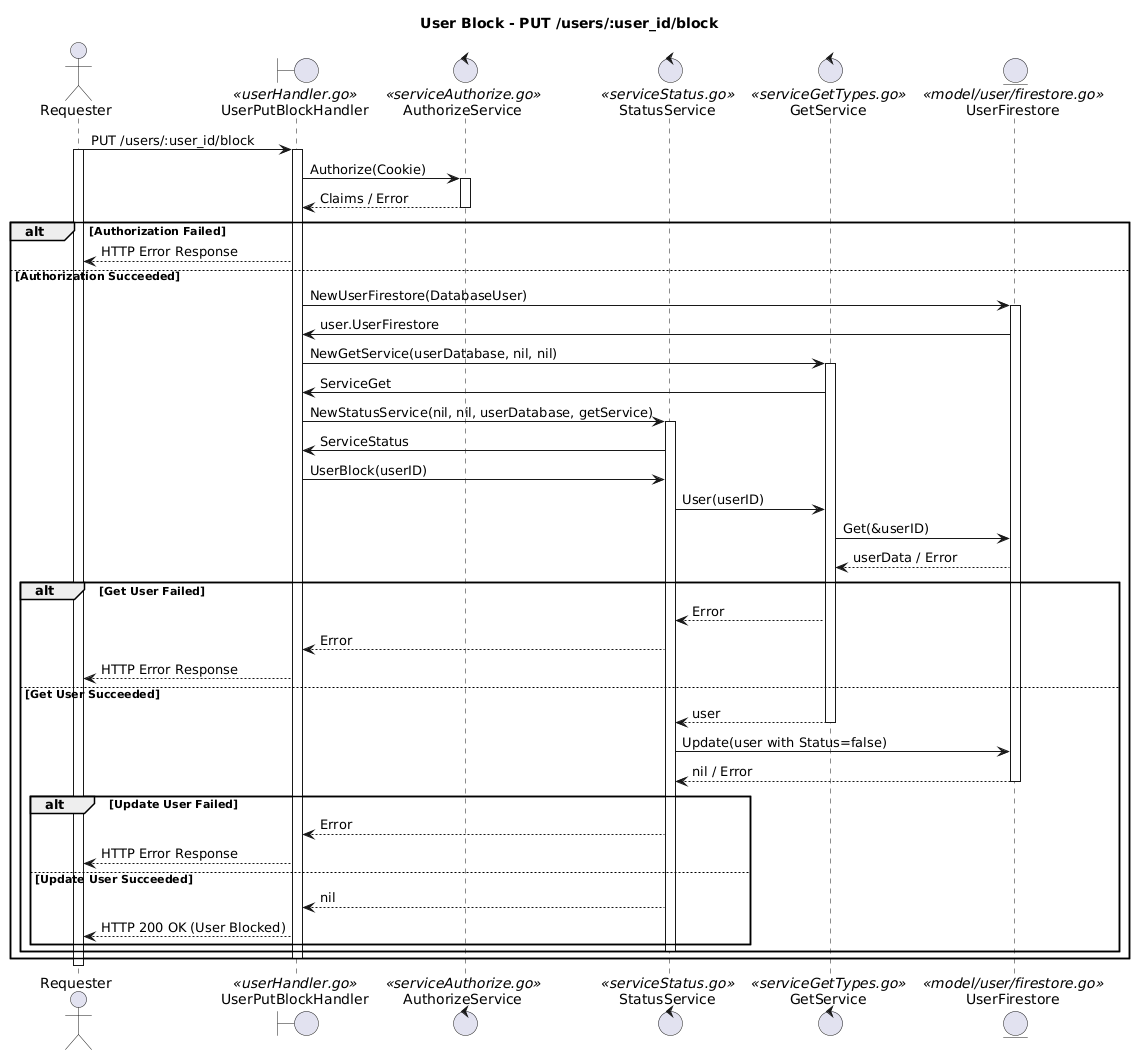 User Block - PUT /users/:user_id/block
Requester
«userHandler.go»
UserPutBlockHandler
«serviceAuthorize.go»
AuthorizeService
«serviceStatus.go»
StatusService
«serviceGetTypes.go»
GetService
«model/user/firestore.go»
UserFirestore
PUT /users/:user_id/block
Authorize(Cookie)
Claims / Error
alt [Authorization Failed]
HTTP Error Response
[Authorization Succeeded]
NewUserFirestore(DatabaseUser)
user.UserFirestore
NewGetService(userDatabase, nil, nil)
ServiceGet
NewStatusService(nil, nil, userDatabase, getService)
ServiceStatus
UserBlock(userID)
User(userID)
Get(&userID)
userData / Error
alt [Get User Failed]
Error
Error
HTTP Error Response
[Get User Succeeded]
user
Update(user with Status=false)
nil / Error
alt [Update User Failed]
Error
HTTP Error Response
[Update User Succeeded]
nil
HTTP 200 OK (User Blocked)
Requester
«userHandler.go»
UserPutBlockHandler
«serviceAuthorize.go»
AuthorizeService
«serviceStatus.go»
StatusService
«serviceGetTypes.go»
GetService
«model/user/firestore.go»
UserFirestore